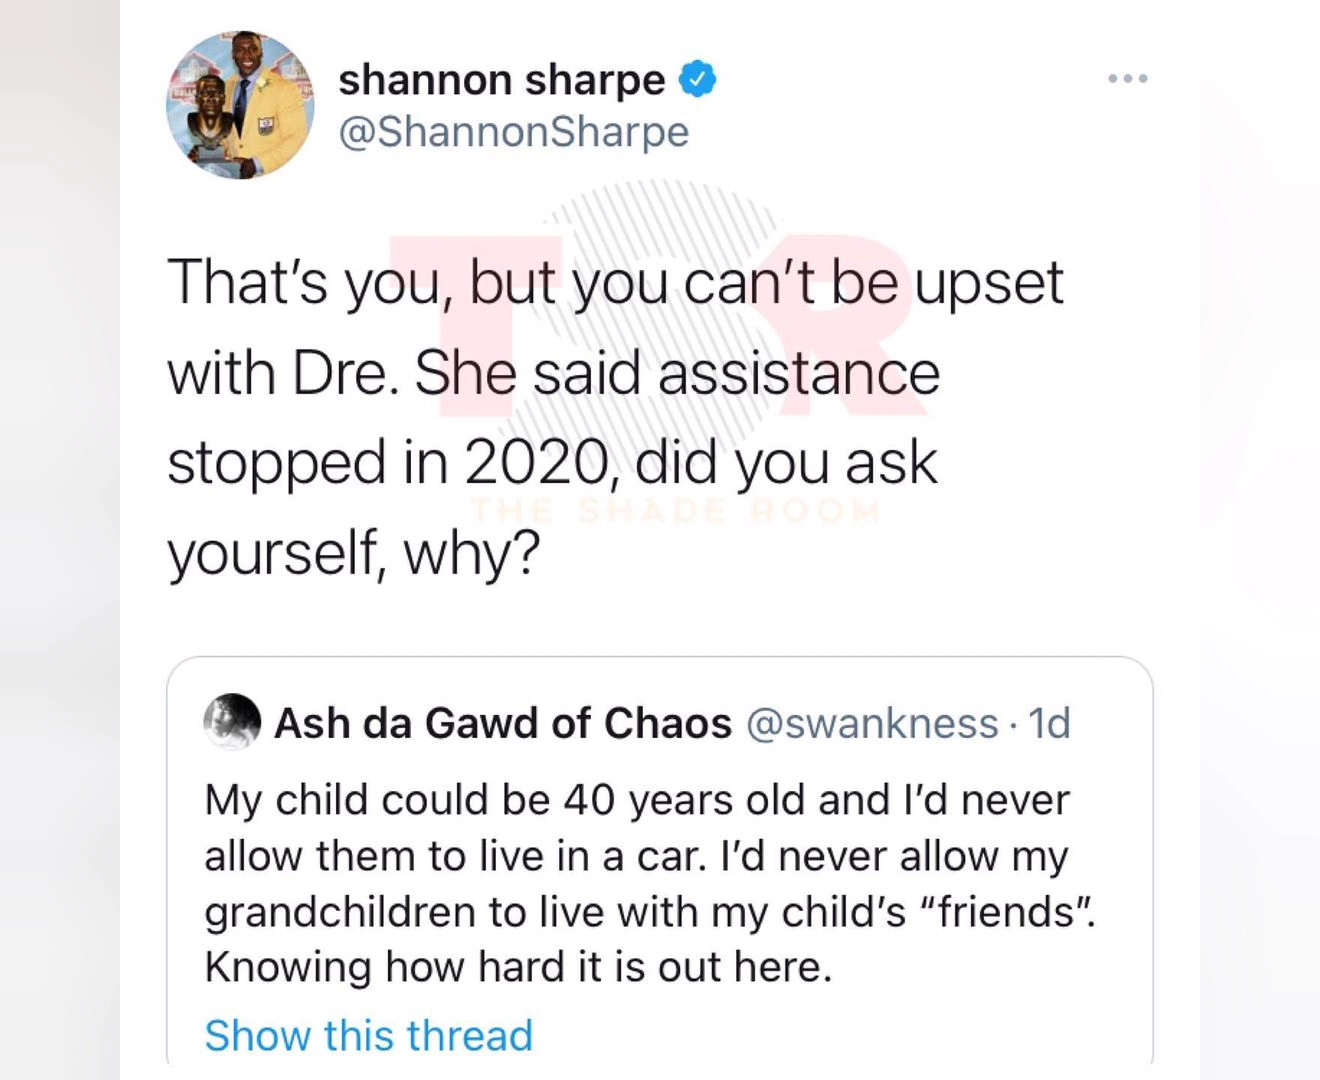 shannon sharpe
@ShannonSharpe
That’s you, but you can’t be upset
with Dre. She said assistance
stopped in 2020, did you ask
yourself, why?
TSR
THE SHADE ROOM
Ash da Gawd of Chaos @swankness · 1d
My child could be 40 years old and I’d never
allow them to live in a car. I’d never allow my
grandchildren to live with my child’s “friends”.
Knowing how hard it is out here.
Show this thread